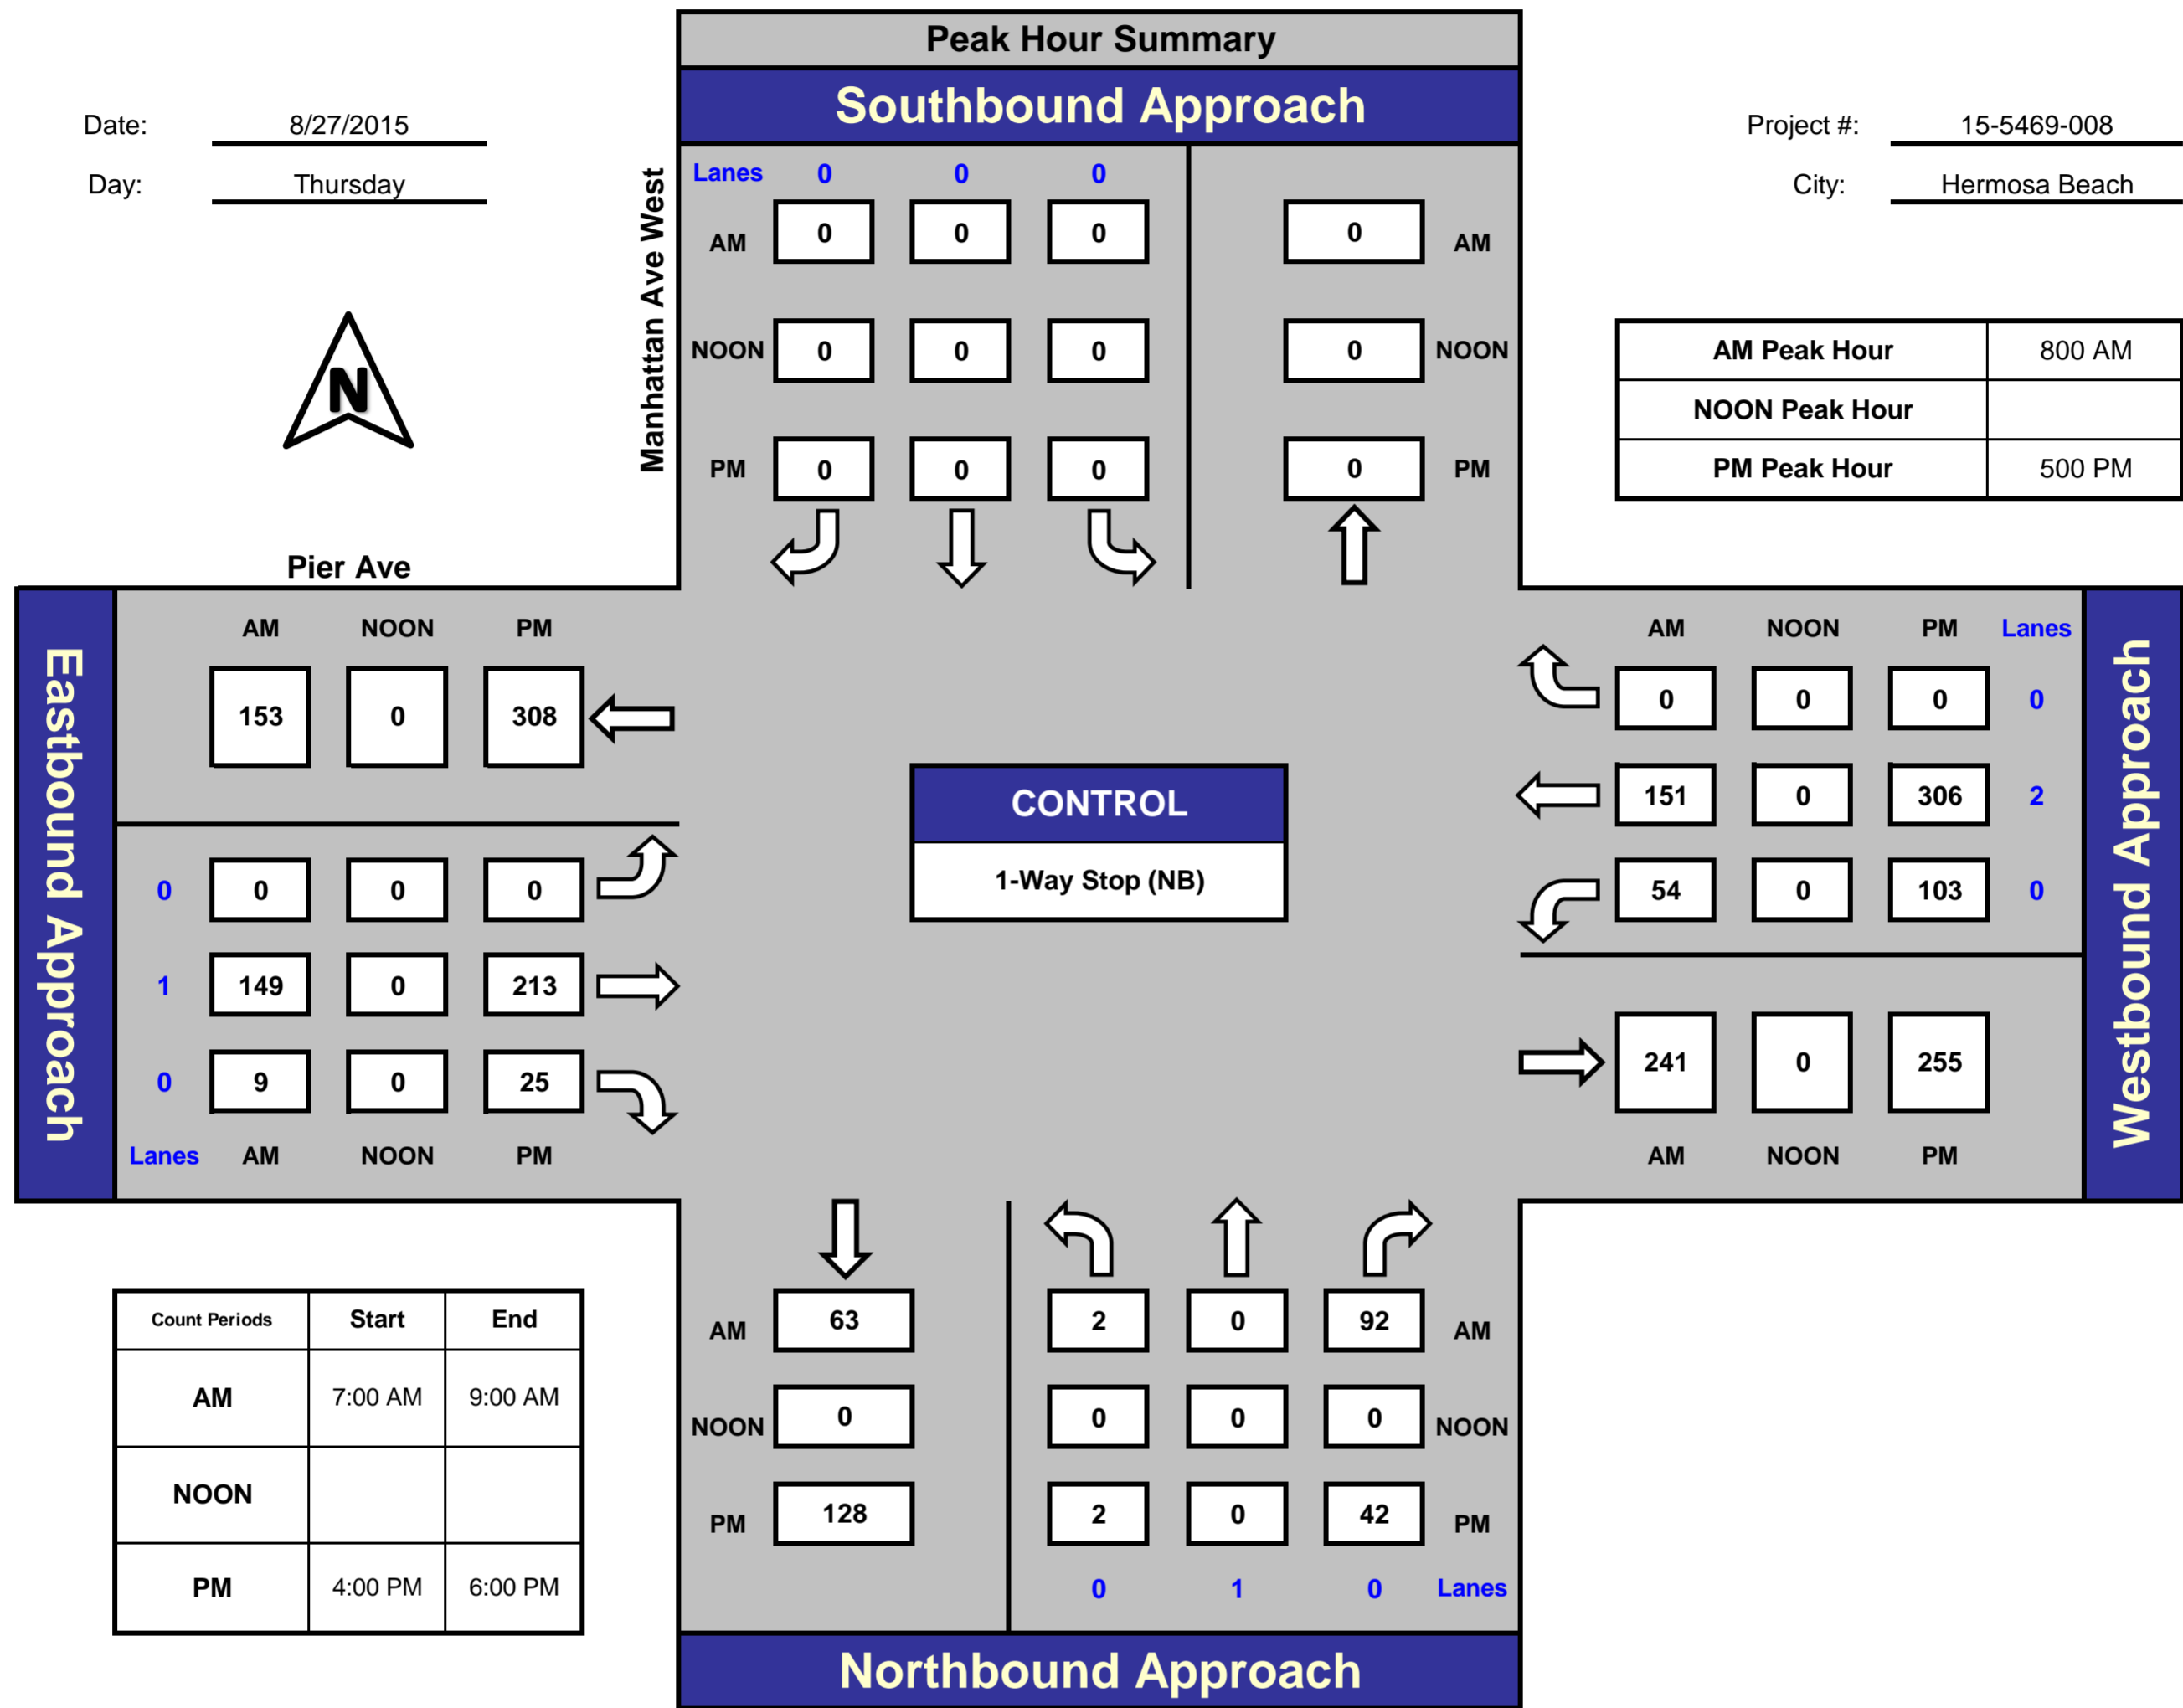 Peak Hour Summary
Southbound Approach
Date: 8/27/2015
Project #: 15-5469-008
Day: Thursday
City: Hermosa Beach
Manhattan Ave West
Lanes 0 0 0
AM 0 0 0 0 AM
NOON 0 0 0 0 NOON
PM 0 0 0 0 PM
N
AM Peak Hour 800 AM
NOON Peak Hour
PM Peak Hour 500 PM
Pier Ave
Eastbound Approach
AM NOON PM
153 0 308
0 0 0 0
1 149 0 213
0 9 0 25
Lanes AM NOON PM
CONTROL
1-Way Stop (NB)
AM NOON PM Lanes
0 0 0 0
151 0 306 2
54 0 103 0
241 0 255
AM NOON PM
Westbound Approach
Count Periods Start End
AM 7:00 AM 9:00 AM
NOON
PM 4:00 PM 6:00 PM
AM 63 2 0 92 AM
NOON 0 0 0 0 NOON
PM 128 2 0 42 PM
0 1 0 Lanes
Northbound Approach